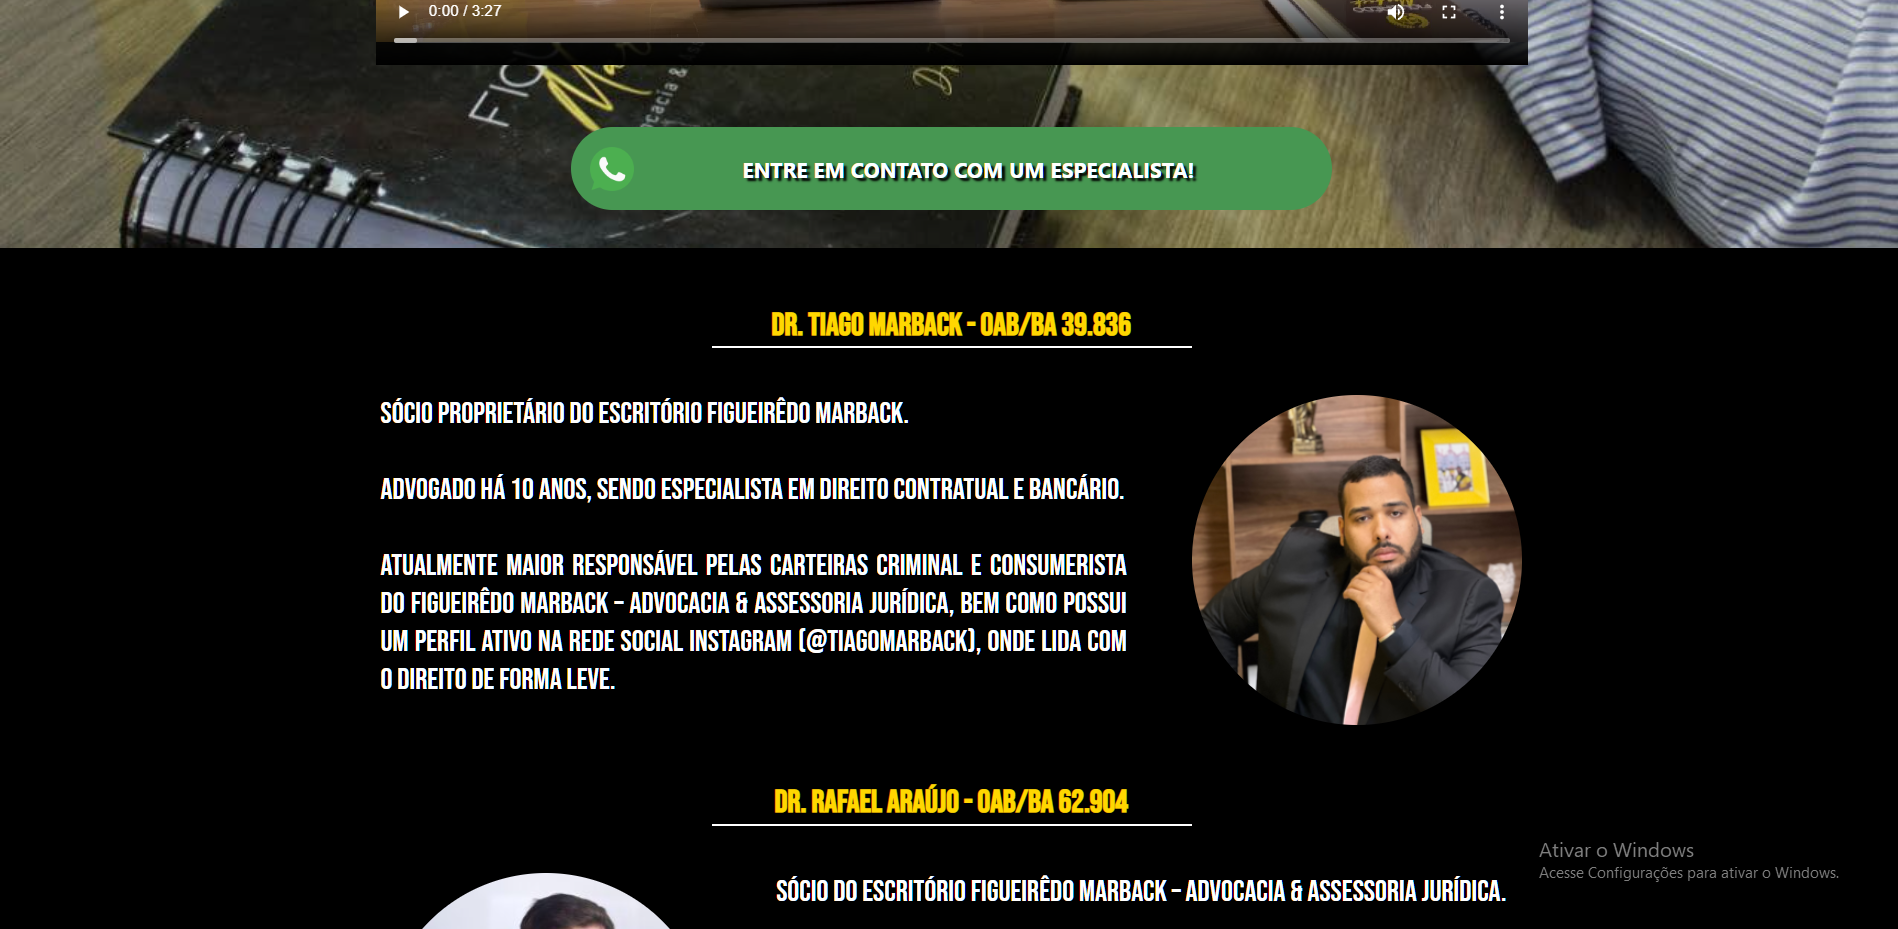 0:00 / 3:27
ENTRE EM CONTATO COM UM ESPECIALISTA!
DR. TIAGO MARBACK - OAB/BA 39.836
SÓCIO PROPRIETÁRIO DO ESCRITÓRIO FIGUEIRÊDO MARBACK.
ADVOGADO HÁ 10 ANOS, SENDO ESPECIALISTA EM DIREITO CONTRATUAL E BANCÁRIO.
ATUALMENTE MAIOR RESPONSÁVEL PELAS CARTEIRAS CRIMINAL E CONSUMERISTA
DO FIGUEIRÊDO MARBACK – ADVOCACIA & ASSESSORIA JURÍDICA, BEM COMO POSSUI
UM PERFIL ATIVO NA REDE SOCIAL INSTAGRAM (@TIAGOMARBACK), ONDE LIDA COM
O DIREITO DE FORMA LEVE.
DR. RAFAEL ARAÚJO - OAB/BA 62.904
SÓCIO DO ESCRITÓRIO FIGUEIRÊDO MARBACK – ADVOCACIA & ASSESSORIA JURÍDICA.
Ativar o Windows
Acesse Configurações para ativar o Windows.